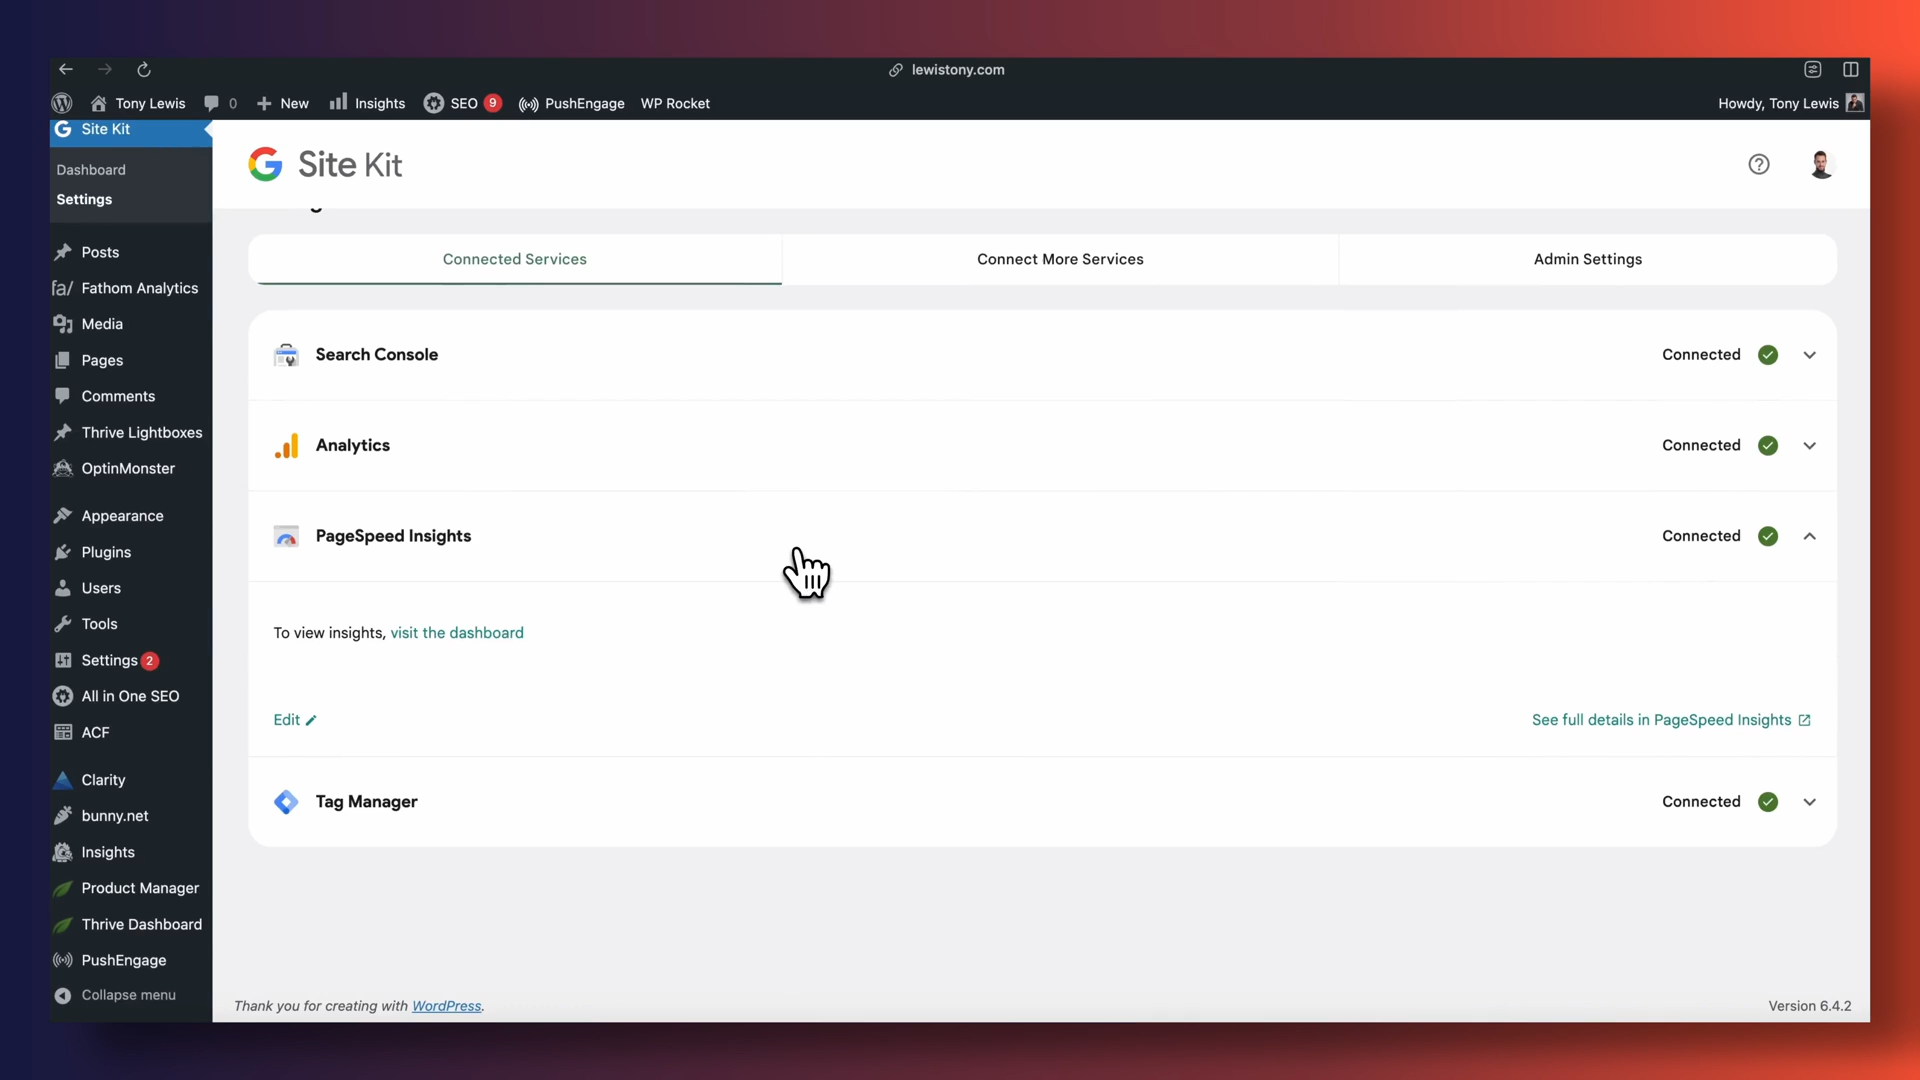 lewistony.com
Tony Lewis 0 New Insights SEO 9 PushEngage WP Rocket Howdy, Tony Lewis
Site Kit
Dashboard
Settings
Posts
fa/ Fathom Analytics
Media
Pages
Comments
Thrive Lightboxes
OptinMonster
Appearance
Plugins
Users
Tools
Settings 2
All in One SEO
ACF
Clarity
bunny.net
Insights
Product Manager
Thrive Dashboard
PushEngage
Collapse menu
Site Kit
Connected Services Connect More Services Admin Settings
Search Console Connected
Analytics Connected
PageSpeed Insights Connected
To view insights, visit the dashboard
Edit See full details in PageSpeed Insights
Tag Manager Connected
Thank you for creating with WordPress. Version 6.4.2